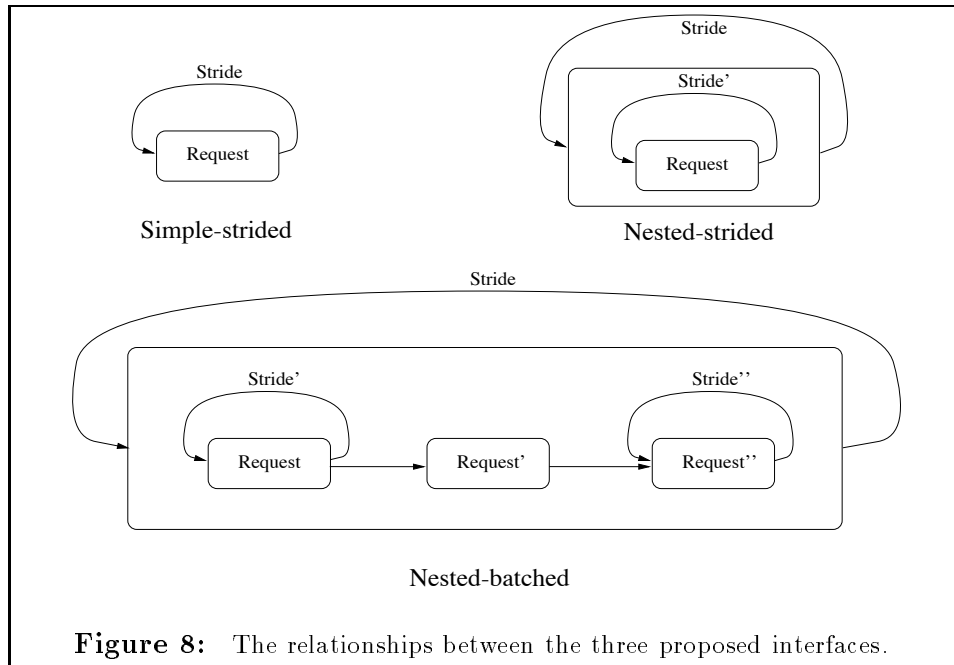 Stride
Request
Simple-strided
Stride
Stride'
Request
Nested-strided
Stride
Stride'
Stride''
Request
Request'
Request''
Nested-batched
Figure 8: The relationships between the three proposed interfaces.